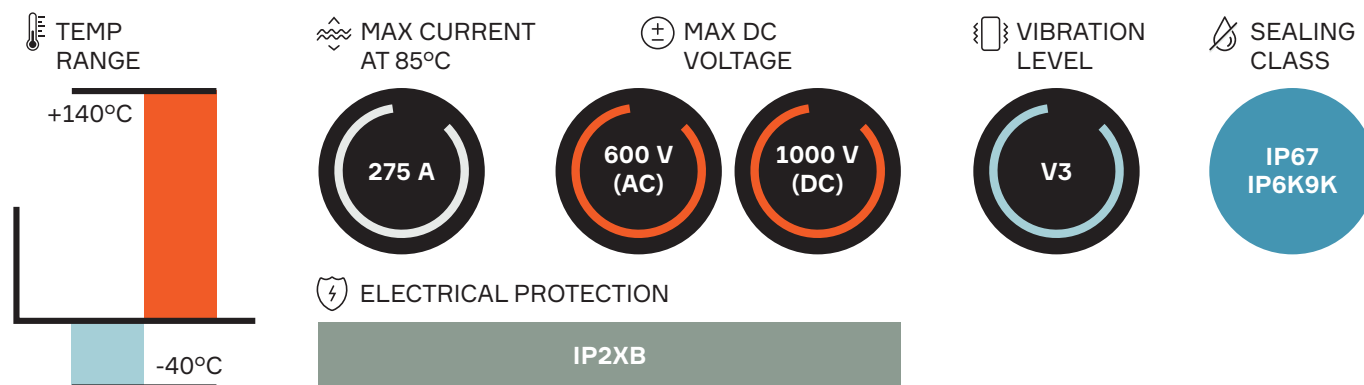 TEMP
RANGE
+140°C
-40°C
MAX CURRENT
AT 85°C
275 A
MAX DC
VOLTAGE
600 V
(AC)
1000 V
(DC)
VIBRATION
LEVEL
V3
SEALING
CLASS
IP67
IP6K9K
ELECTRICAL PROTECTION
IP2XB